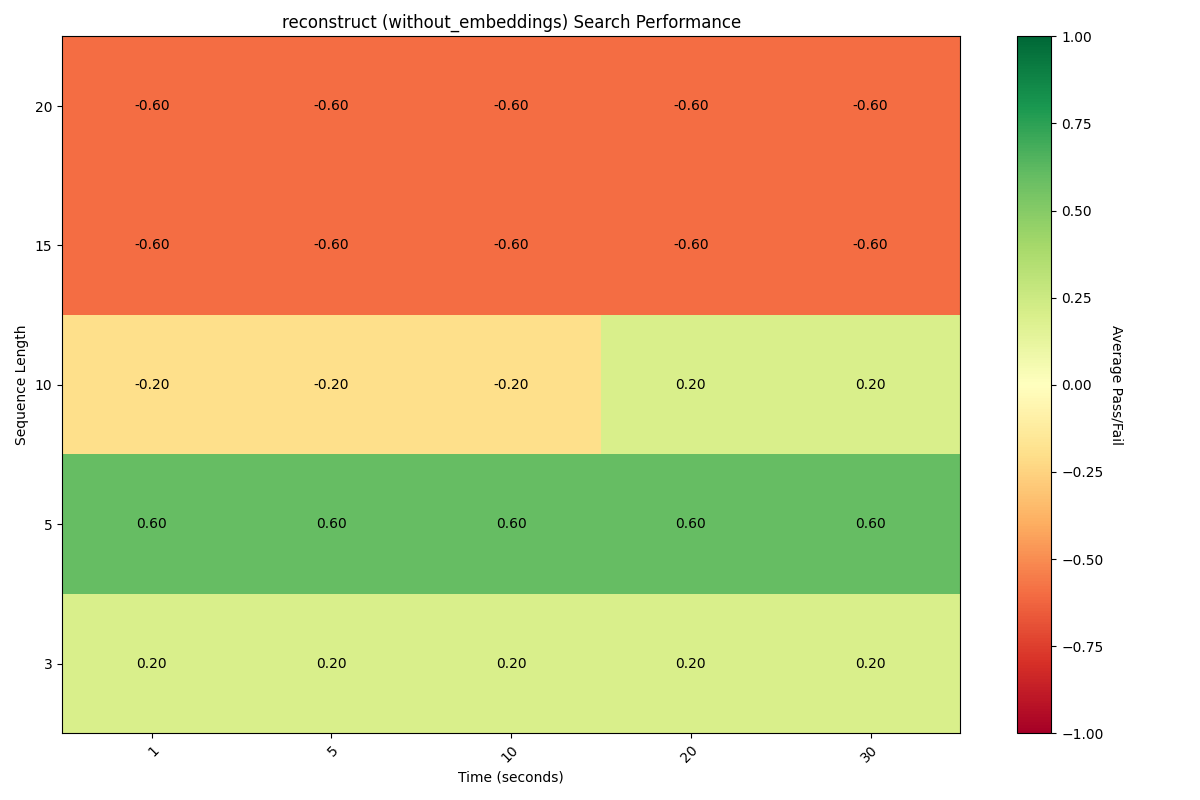 reconstruct (without_embeddings) Search Performance
20
-0.60 -0.60 -0.60 -0.60 -0.60
15
-0.60 -0.60 -0.60 -0.60 -0.60
10
-0.20 -0.20 -0.20 0.20 0.20
5
0.60 0.60 0.60 0.60 0.60
3
0.20 0.20 0.20 0.20 0.20
Sequence Length
1 5 10 20 30
Time (seconds)
1.00
0.75
0.50
0.25
0.00
−0.25
−0.50
−0.75
−1.00
Average Pass/Fail